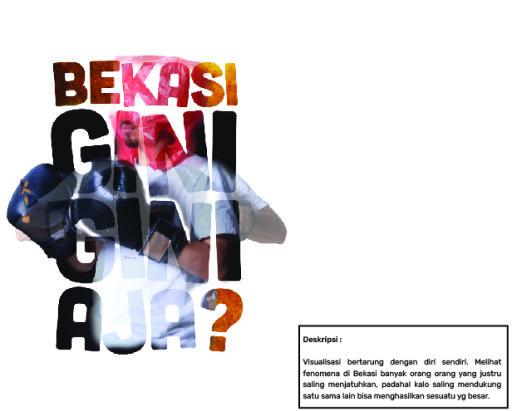 BEKASI
GINI
GINI
AJA?
Deskripsi :
Visualisasi bertarung dengan diri sendiri. Melihat
fenomena di Bekasi banyak orang orang yang justru
saling menjatuhkan, padahal kalo saling mendukung
satu sama lain bisa menghasilkan sesuatu yg besar.